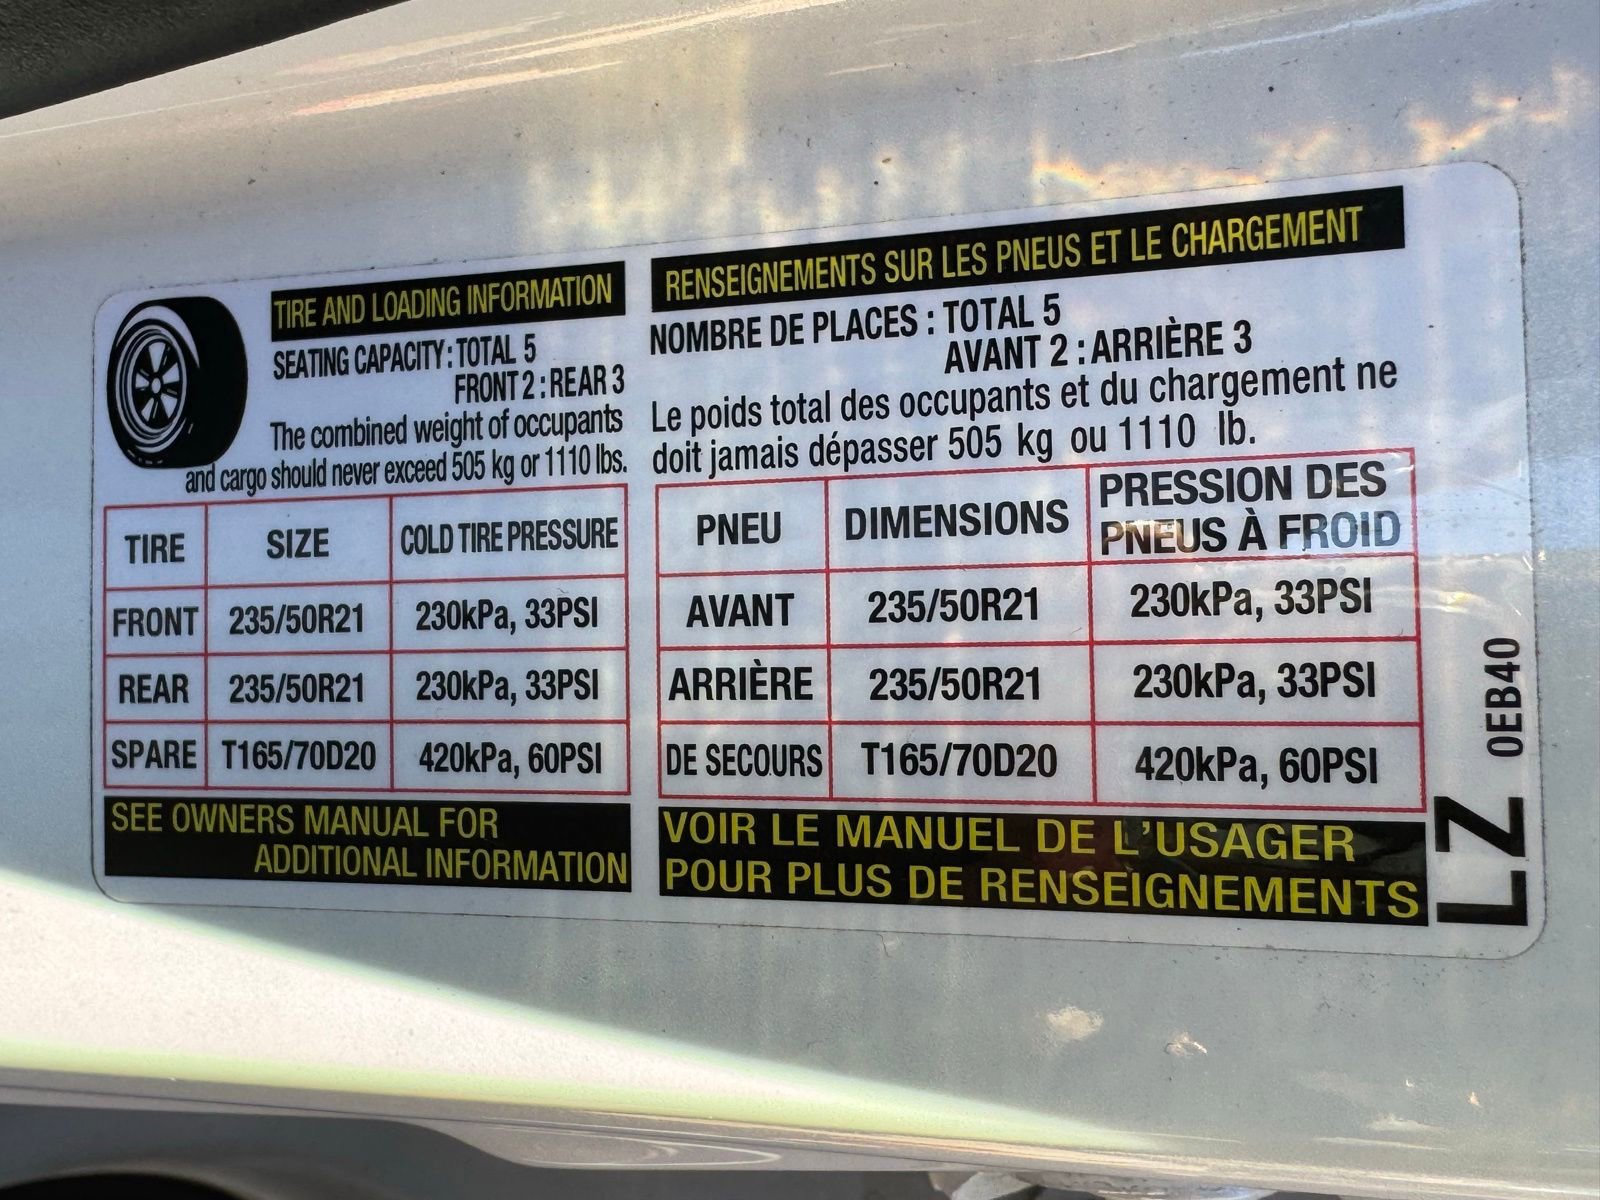 TIRE AND LOADING INFORMATION
SEATING CAPACITY : TOTAL 5
FRONT 2 : REAR 3
The combined weight of occupants
and cargo should never exceed 505 kg or 1110 lbs.
TIRE SIZE COLD TIRE PRESSURE
FRONT 235/50R21 230kPa, 33PSI
REAR 235/50R21 230kPa, 33PSI
SPARE T165/70D20 420kPa, 60PSI
SEE OWNERS MANUAL FOR
ADDITIONAL INFORMATION
RENSEIGNEMENTS SUR LES PNEUS ET LE CHARGEMENT
NOMBRE DE PLACES : TOTAL 5
AVANT 2 : ARRIÈRE 3
Le poids total des occupants et du chargement ne
doit jamais dépasser 505 kg ou 1110 lb.
PNEU DIMENSIONS PRESSION DES
PNEUS À FROID
AVANT 235/50R21 230kPa, 33PSI
ARRIÈRE 235/50R21 230kPa, 33PSI
DE SECOURS T165/70D20 420kPa, 60PSI
VOIR LE MANUEL DE L'USAGER
POUR PLUS DE RENSEIGNEMENTS
LZ
0EB40